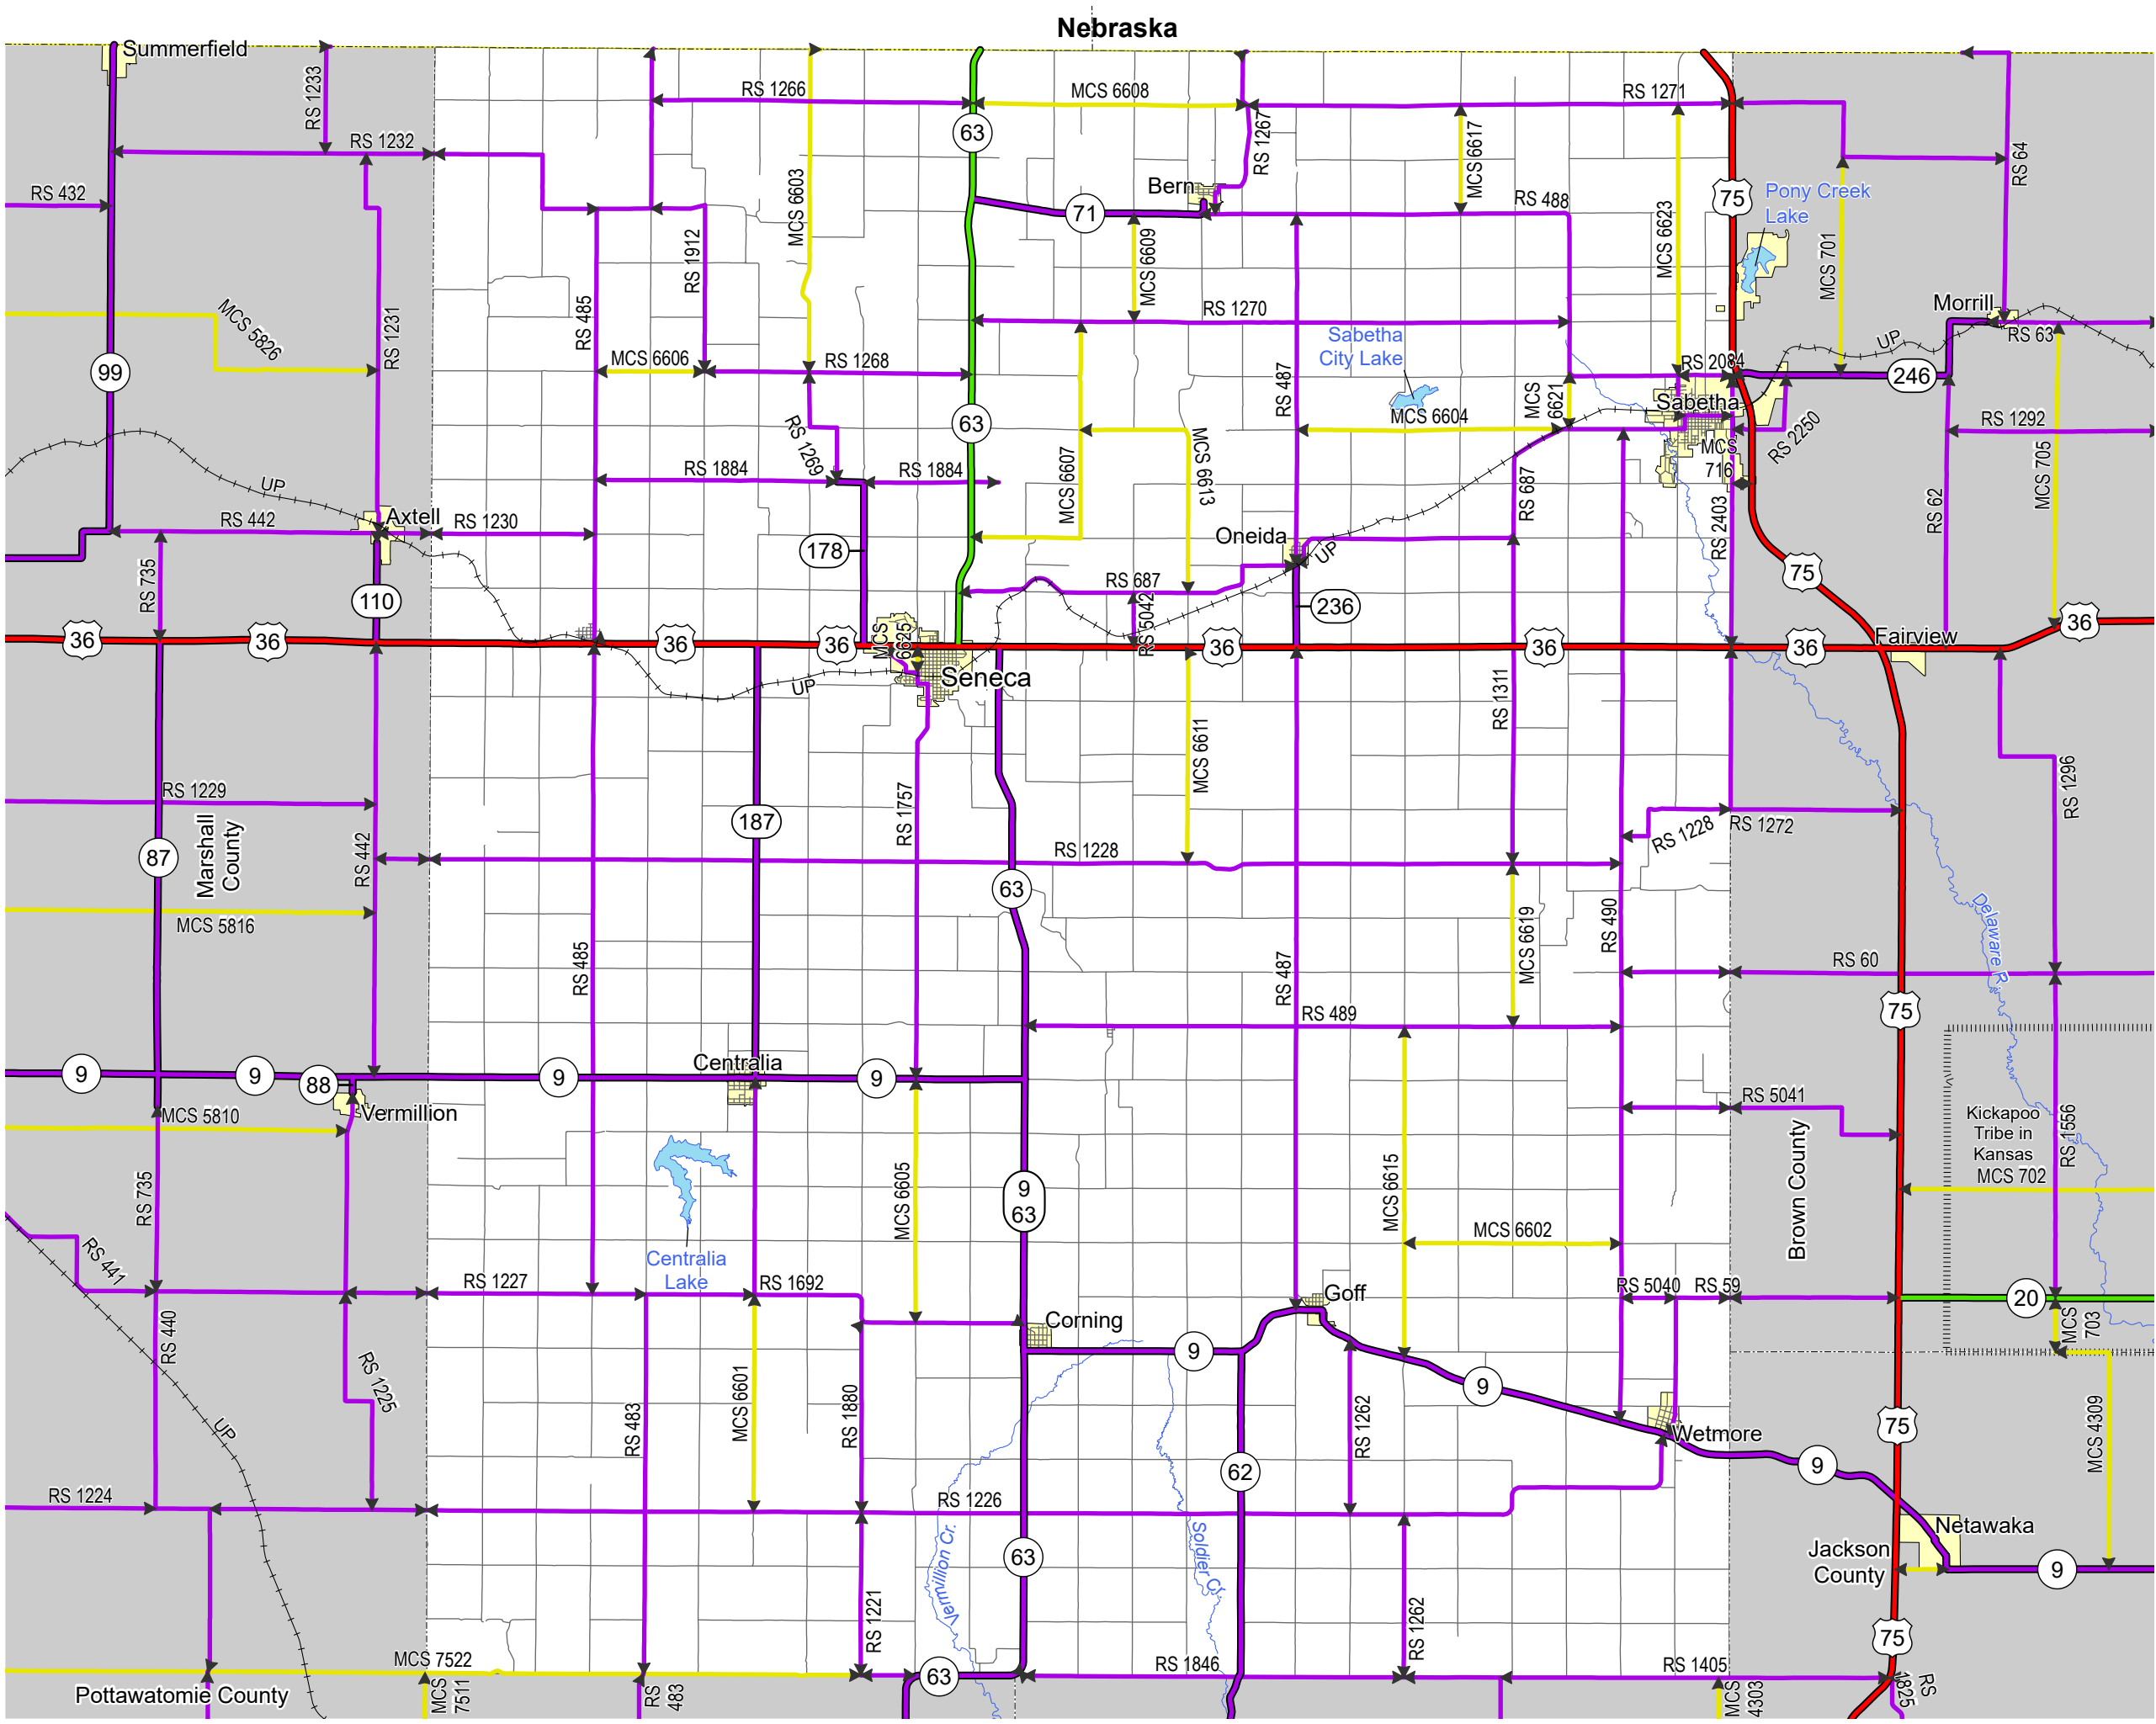 Nebraska
Summerfield
RS 1233
RS 1266
MCS 6608
RS 1271
63
RS 1267
MCS 6617
RS 1232
RS 64
RS 432
MCS 6603
Bern
RS 488
75
Pony Creek
Lake
71
MCS 6623
MCS 701
RS 1912
MCS 6609
MCS 5826
RS 485
RS 1231
RS 1270
Morrill
RS 63
Sabetha
City Lake
UP
99
MCS 6606
RS 1268
RS 487
RS 2084
246
MCS
6621
Sabetha
MCS 6604
63
RS 1269
RS 2250
RS 1292
MCS
716
MCS 6607
MCS 6613
RS 1884
RS 1884
MCS 705
UP
RS 687
RS 62
Axtell
RS 442
RS 1230
RS 2403
Oneida
UP
178
RS 735
75
RS 687
110
236
RS 5042
36
36
36
36
MCS
6625
36
36
36
Fairview
36
Seneca
UP
RS 1311
MCS 6611
RS 1229
RS 1757
RS 1296
187
RS 1228
RS 1272
Marshall
County
87
RS 442
RS 1228
63
MCS 5816
RS 490
MCS 6619
Delaware R.
RS 485
RS 487
RS 60
75
RS 489
Centralia
9
9
88
9
9
Vermillion
MCS 5810
RS 5041
Kickapoo
Tribe in
Kansas
MCS 702
RS 1556
Brown County
RS 735
MCS 6605
9
63
MCS 6615
MCS 6602
RS 441
Centralia
Lake
RS 1227
RS 1692
Goff
RS 5040
RS 59
20
Corning
MCS
703
RS 440
9
RS 1225
MCS 6601
RS 1880
9
RS 483
RS 1262
75
Wetmore
UP
MCS 4309
62
9
RS 1224
RS 1226
Netawaka
Vermillion Cr.
Soldier Cr.
63
Jackson
County
9
RS 1221
RS 1262
75
MCS 7522
63
RS 1846
RS 1405
Pottawatomie County
MCS
7511
RS
483
MCS
4303
RS
1825